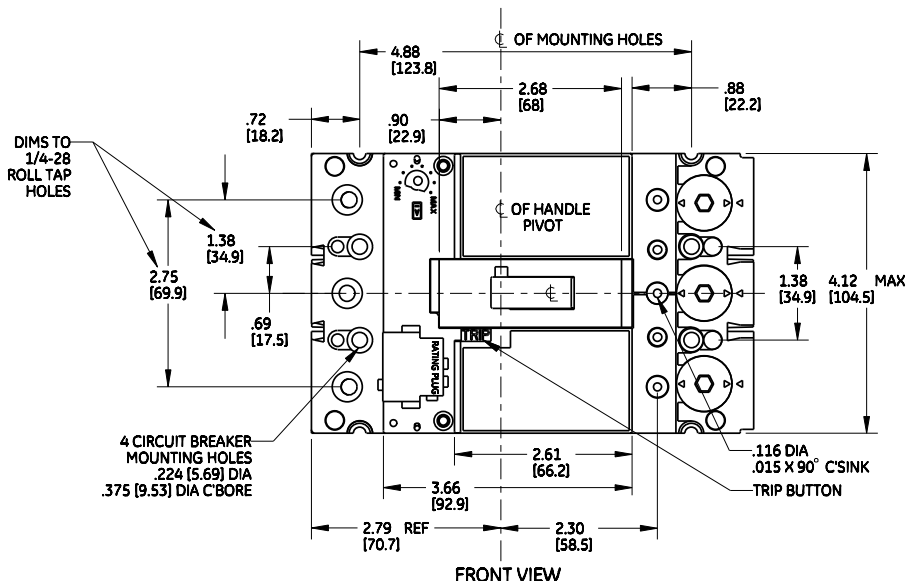 ℄ OF MOUNTING HOLES
4.88
[123.8]
2.68
[68]
.88
[22.2]
.72
[18.2]
.90
[22.9]
DIMS TO
1/4-28
ROLL TAP
HOLES
MIN
MAX
℄ OF HANDLE
PIVOT
1.38
[34.9]
2.75
[69.9]
.69
[17.5]
℄
1.38
[34.9]
4.12 MAX
[104.5]
TRIP
RATING PLUG
4 CIRCUIT BREAKER
MOUNTING HOLES
.224 [5.69] DIA
.375 [9.53] DIA C'BORE
2.61
[66.2]
3.66
[92.9]
.116 DIA
.015 X 90° C'SINK
TRIP BUTTON
2.79 REF
[70.7]
2.30
[58.5]
FRONT VIEW